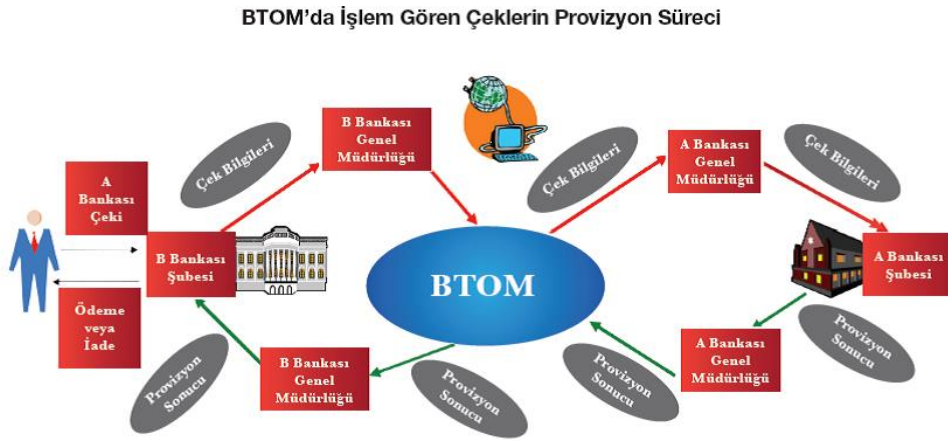 BTOM'da İşlem Gören Çeklerin Provizyon Süreci
B Bankası
Genel
Müdürlüğü
Çek Bilgileri
Çek Bilgileri
A Bankası
Genel
Müdürlüğü
Çek Bilgileri
A
Bankası
Çeki
B Bankası
Şubesi
BTOM
A Bankası
Şubesi
Ödeme
veya
İade
Provizyon
Sonucu
B Bankası
Genel
Müdürlüğü
Provizyon
Sonucu
Provizyon
Sonucu
A Bankası
Genel
Müdürlüğü
Provizyon
Sonucu